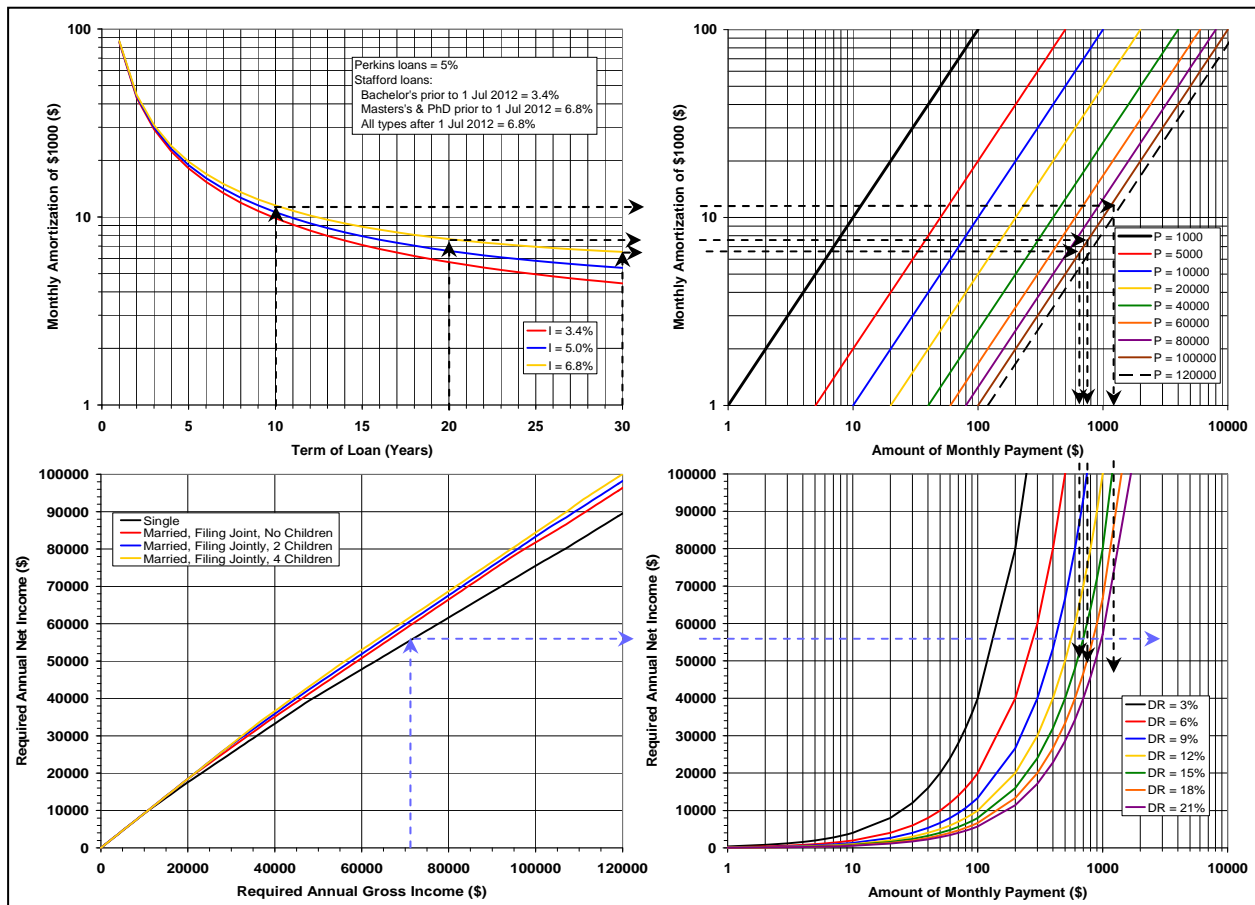 100
10
1
Monthly Amortization of $1000 ($)
Perkins loans = 5%
Stafford loans:
Bachelor's prior to 1 Jul 2012 = 3.4%
Masters's & PhD prior to 1 Jul 2012 = 6.8%
All types after 1 Jul 2012 = 6.8%
I = 3.4%
I = 5.0%
I = 6.8%
0 5 10 15 20 25 30
Term of Loan (Years)
100
10
1
Monthly Amortization of $1000 ($)
P = 1000
P = 5000
P = 10000
P = 20000
P = 40000
P = 60000
P = 80000
P = 100000
P = 120000
1 10 100 1000 10000
Amount of Monthly Payment ($)
100000
90000
80000
70000
60000
50000
40000
30000
20000
10000
0
Required Annual Net Income ($)
Single
Married, Filing Joint, No Children
Married, Filing Jointly, 2 Children
Married, Filing Jointly, 4 Children
0 20000 40000 60000 80000 100000 120000
Required Annual Gross Income ($)
100000
90000
80000
70000
60000
50000
40000
30000
20000
10000
0
Required Annual Net Income ($)
DR = 3%
DR = 6%
DR = 9%
DR = 12%
DR = 15%
DR = 18%
DR = 21%
1 10 100 1000 10000
Amount of Monthly Payment ($)